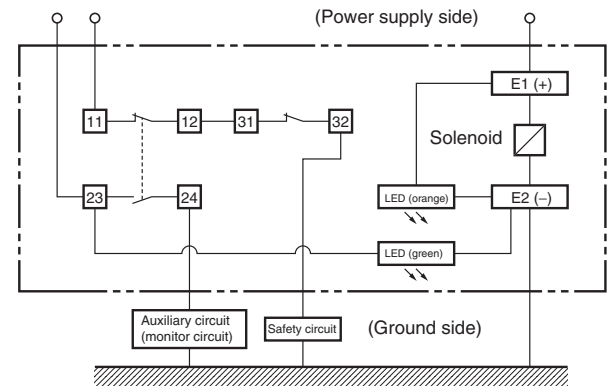 (Power supply side)
E1 (+)
11
12
31
32
Solenoid
23
24
LED (orange)
E2 (−)
LED (green)
Auxiliary circuit
(monitor circuit)
Safety circuit
(Ground side)